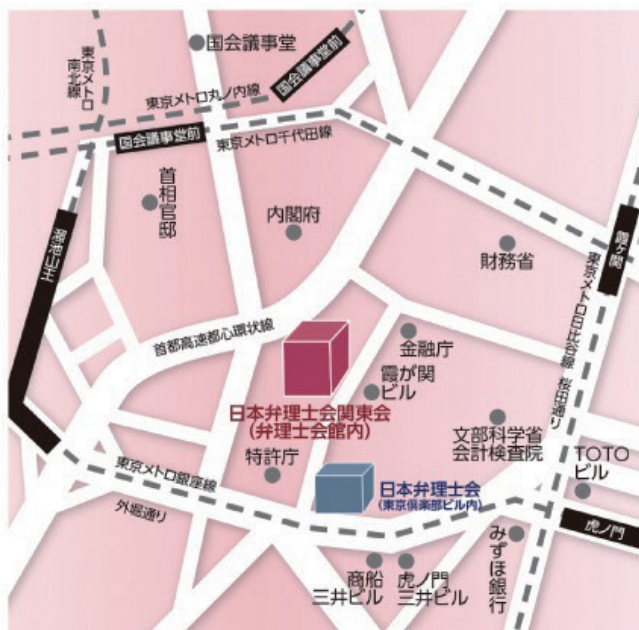 国会議事堂
東京メトロ
南北線
国会議事堂前
東京メトロ丸ノ内線
国会議事堂前
東京メトロ千代田線
首相官邸
内閣府
霞ヶ関
財務省
溜池山王
東京メトロ日比谷線 桜田通り
首都高速都心環状線
金融庁
霞が関
ビル
日本弁理士会関東会
(弁理士会館内)
文部科学省
会計検査院
特許庁
TOTO
ビル
東京メトロ銀座線
日本弁理士会
(東京倶楽部ビル内)
外堀通り
虎ノ門
みずほ銀行
商船
三井ビル
虎ノ門
三井ビル